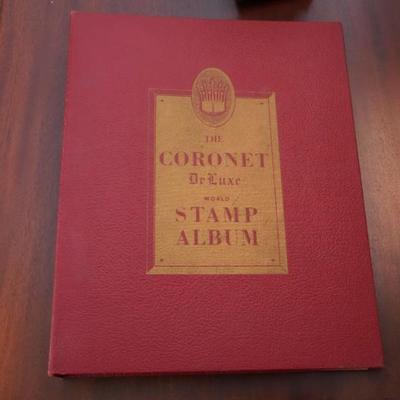 THE
CORONET
De Luxe
WORLD
STAMP
ALBUM